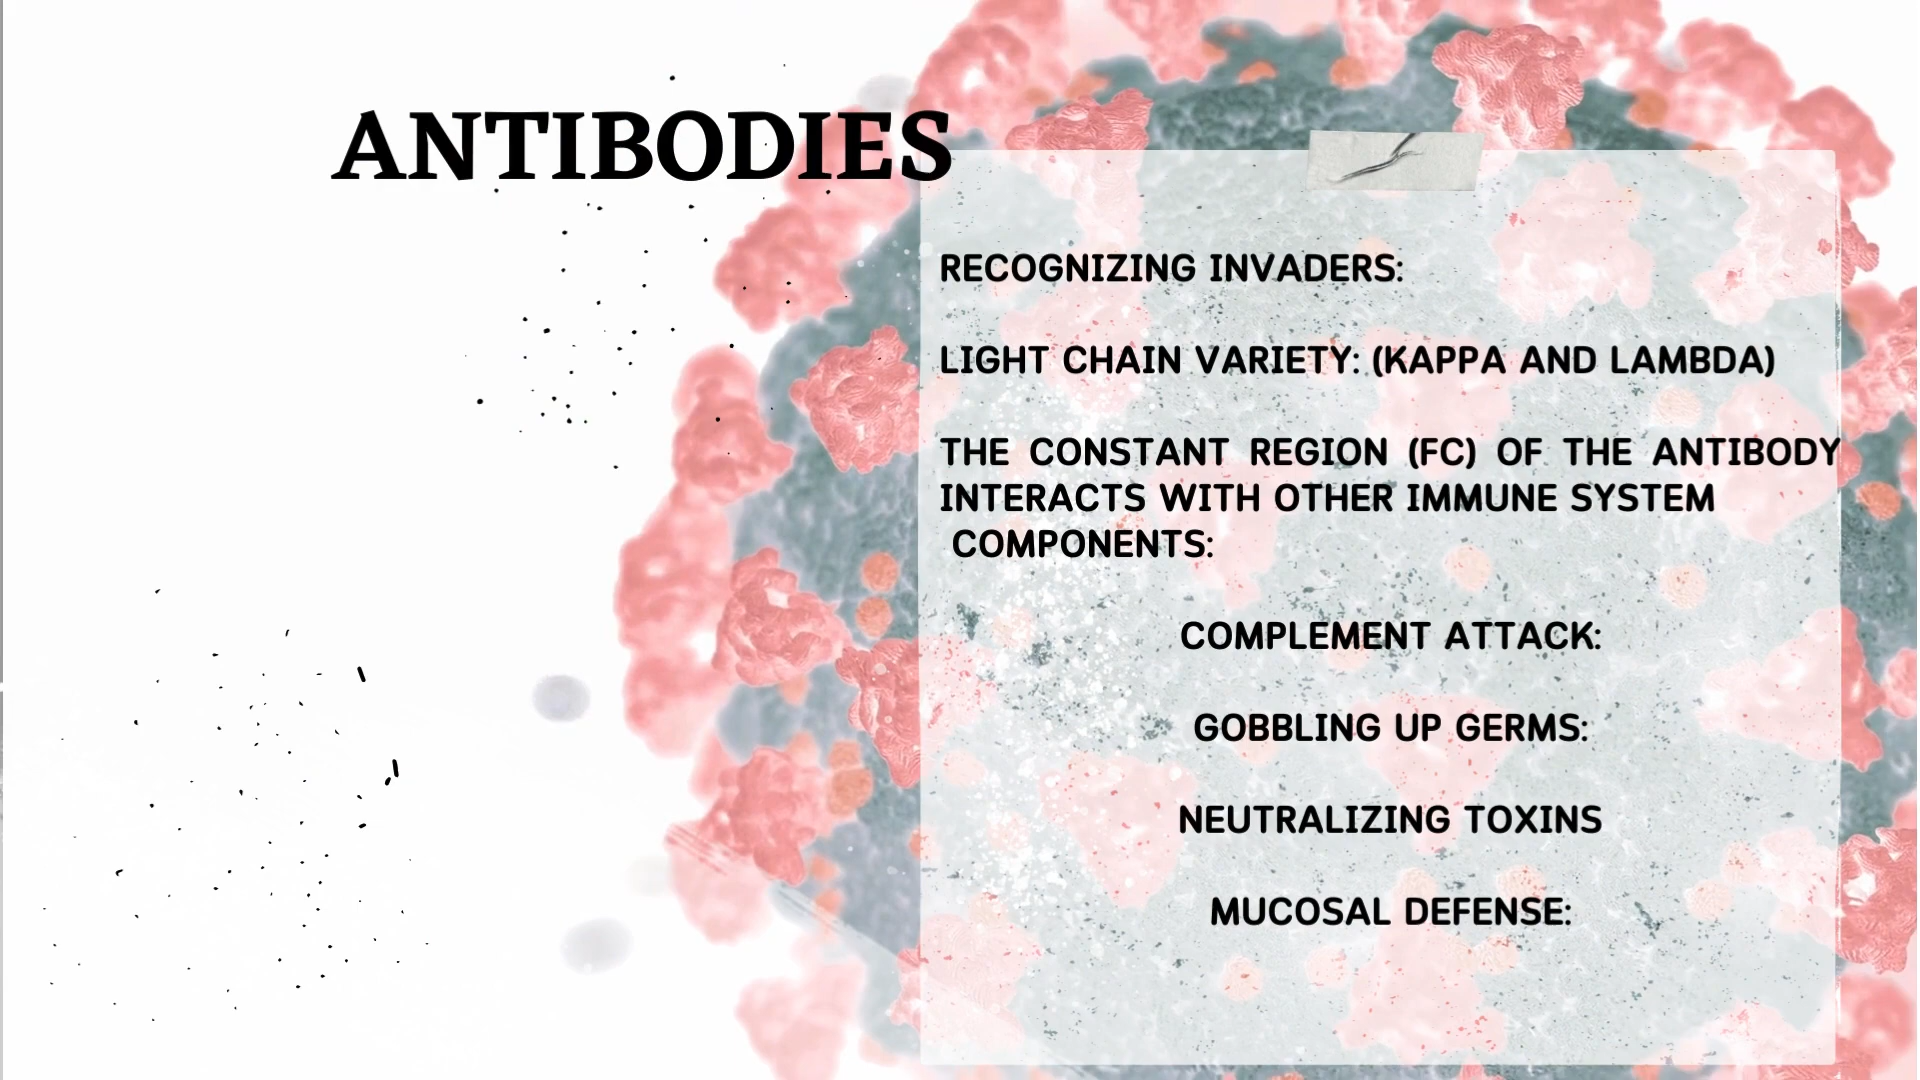 ANTIBODIES
RECOGNIZING INVADERS:
LIGHT CHAIN VARIETY: (KAPPA AND LAMBDA)
THE CONSTANT REGION (FC) OF THE ANTIBODY
INTERACTS WITH OTHER IMMUNE SYSTEM
COMPONENTS:
COMPLEMENT ATTACK:
GOBBLING UP GERMS:
NEUTRALIZING TOXINS
MUCOSAL DEFENSE: